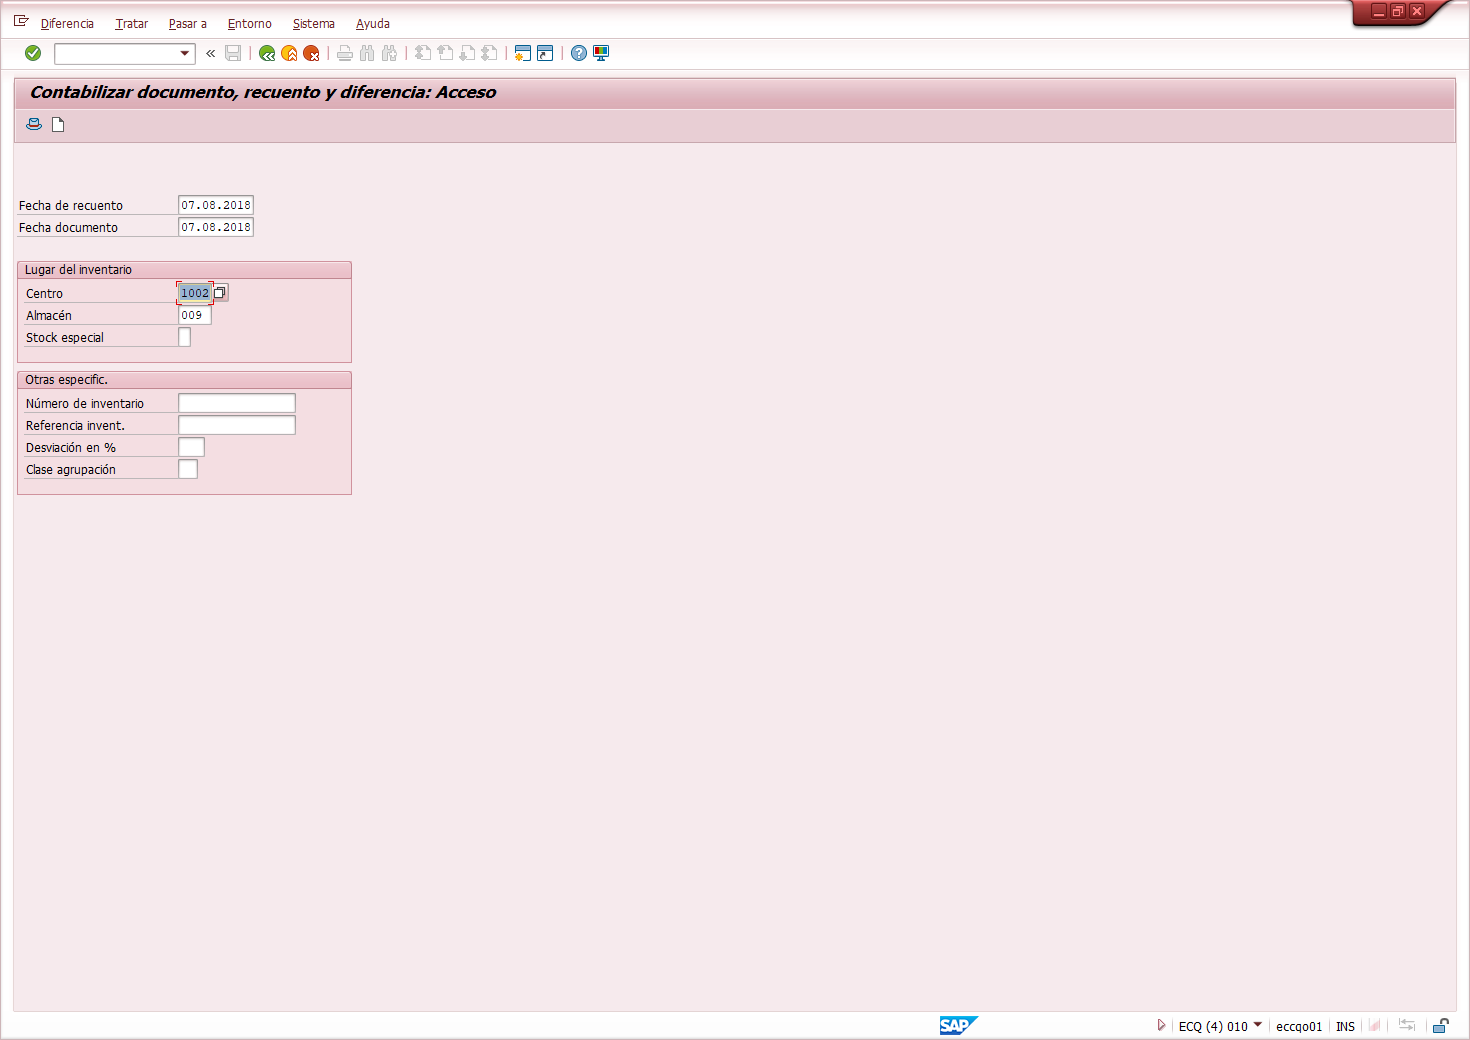 Diferencia Tratar Pasar a Entorno Sistema Ayuda
Contabilizar documento, recuento y diferencia: Acceso
Fecha de recuento 07.08.2018
Fecha documento 07.08.2018
Lugar del inventario
Centro 1002
Almacén 009
Stock especial
Otras especific.
Número de inventario
Referencia invent.
Desviación en %
Clase agrupación
SAP ECQ (4) 010 eccqo01 INS